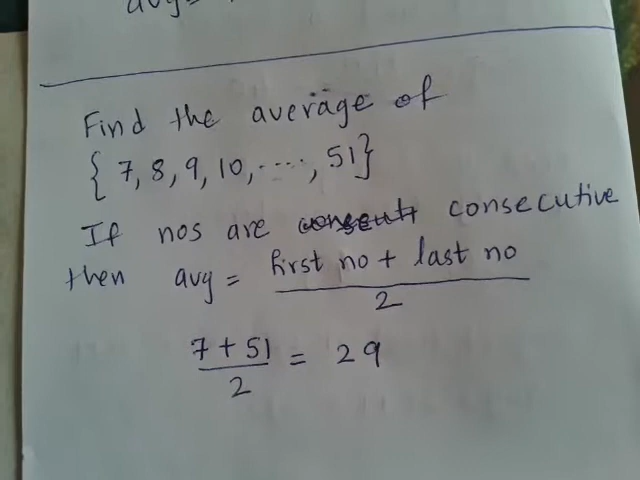 avg =
Find the average of
{ 7, 8, 9, 10, ...., 51}
If nos are consecutive
then avg = first no + last no
2
7 + 51 = 29
2